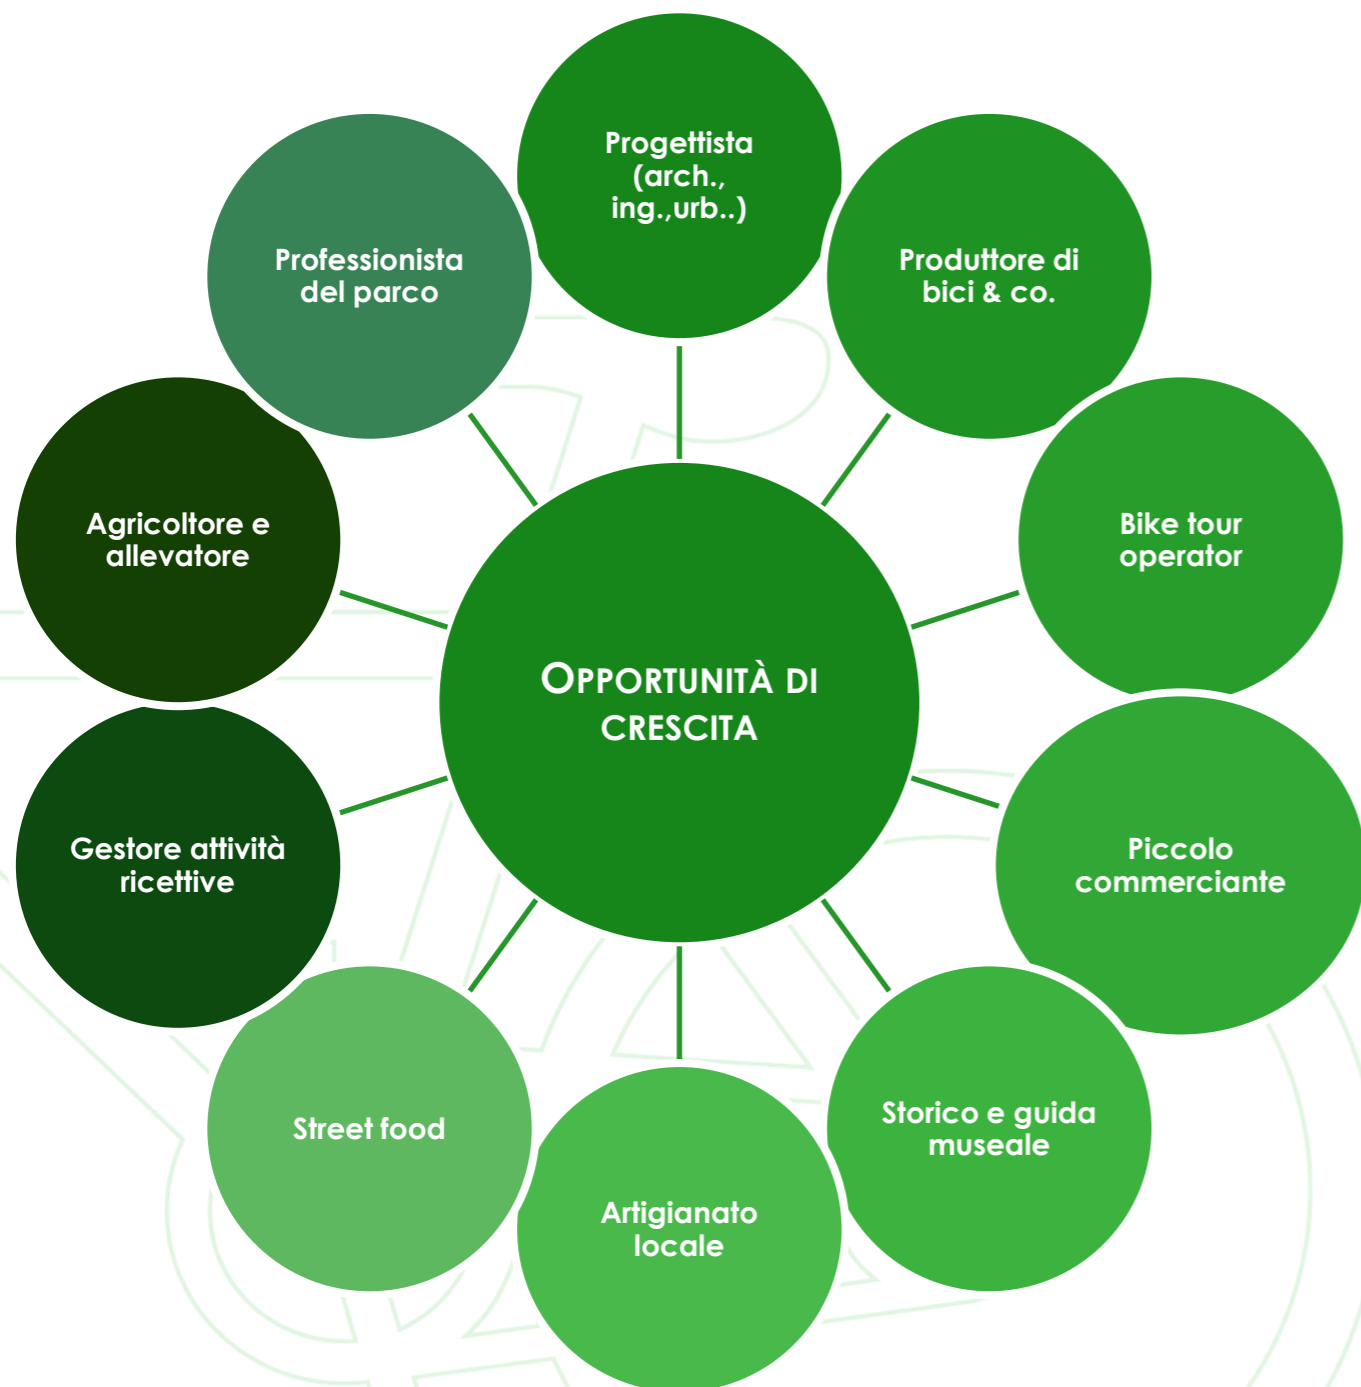 Progettista
(arch.,
ing.,urb..)
Produttore di
bici & co.
Bike tour
operator
Piccolo
commerciante
Storico e guida
museale
Artigianato
locale
Street food
Gestore attività
ricettive
Agricoltore e
allevatore
Professionista
del parco
OPPORTUNITÀ DI
CRESCITA